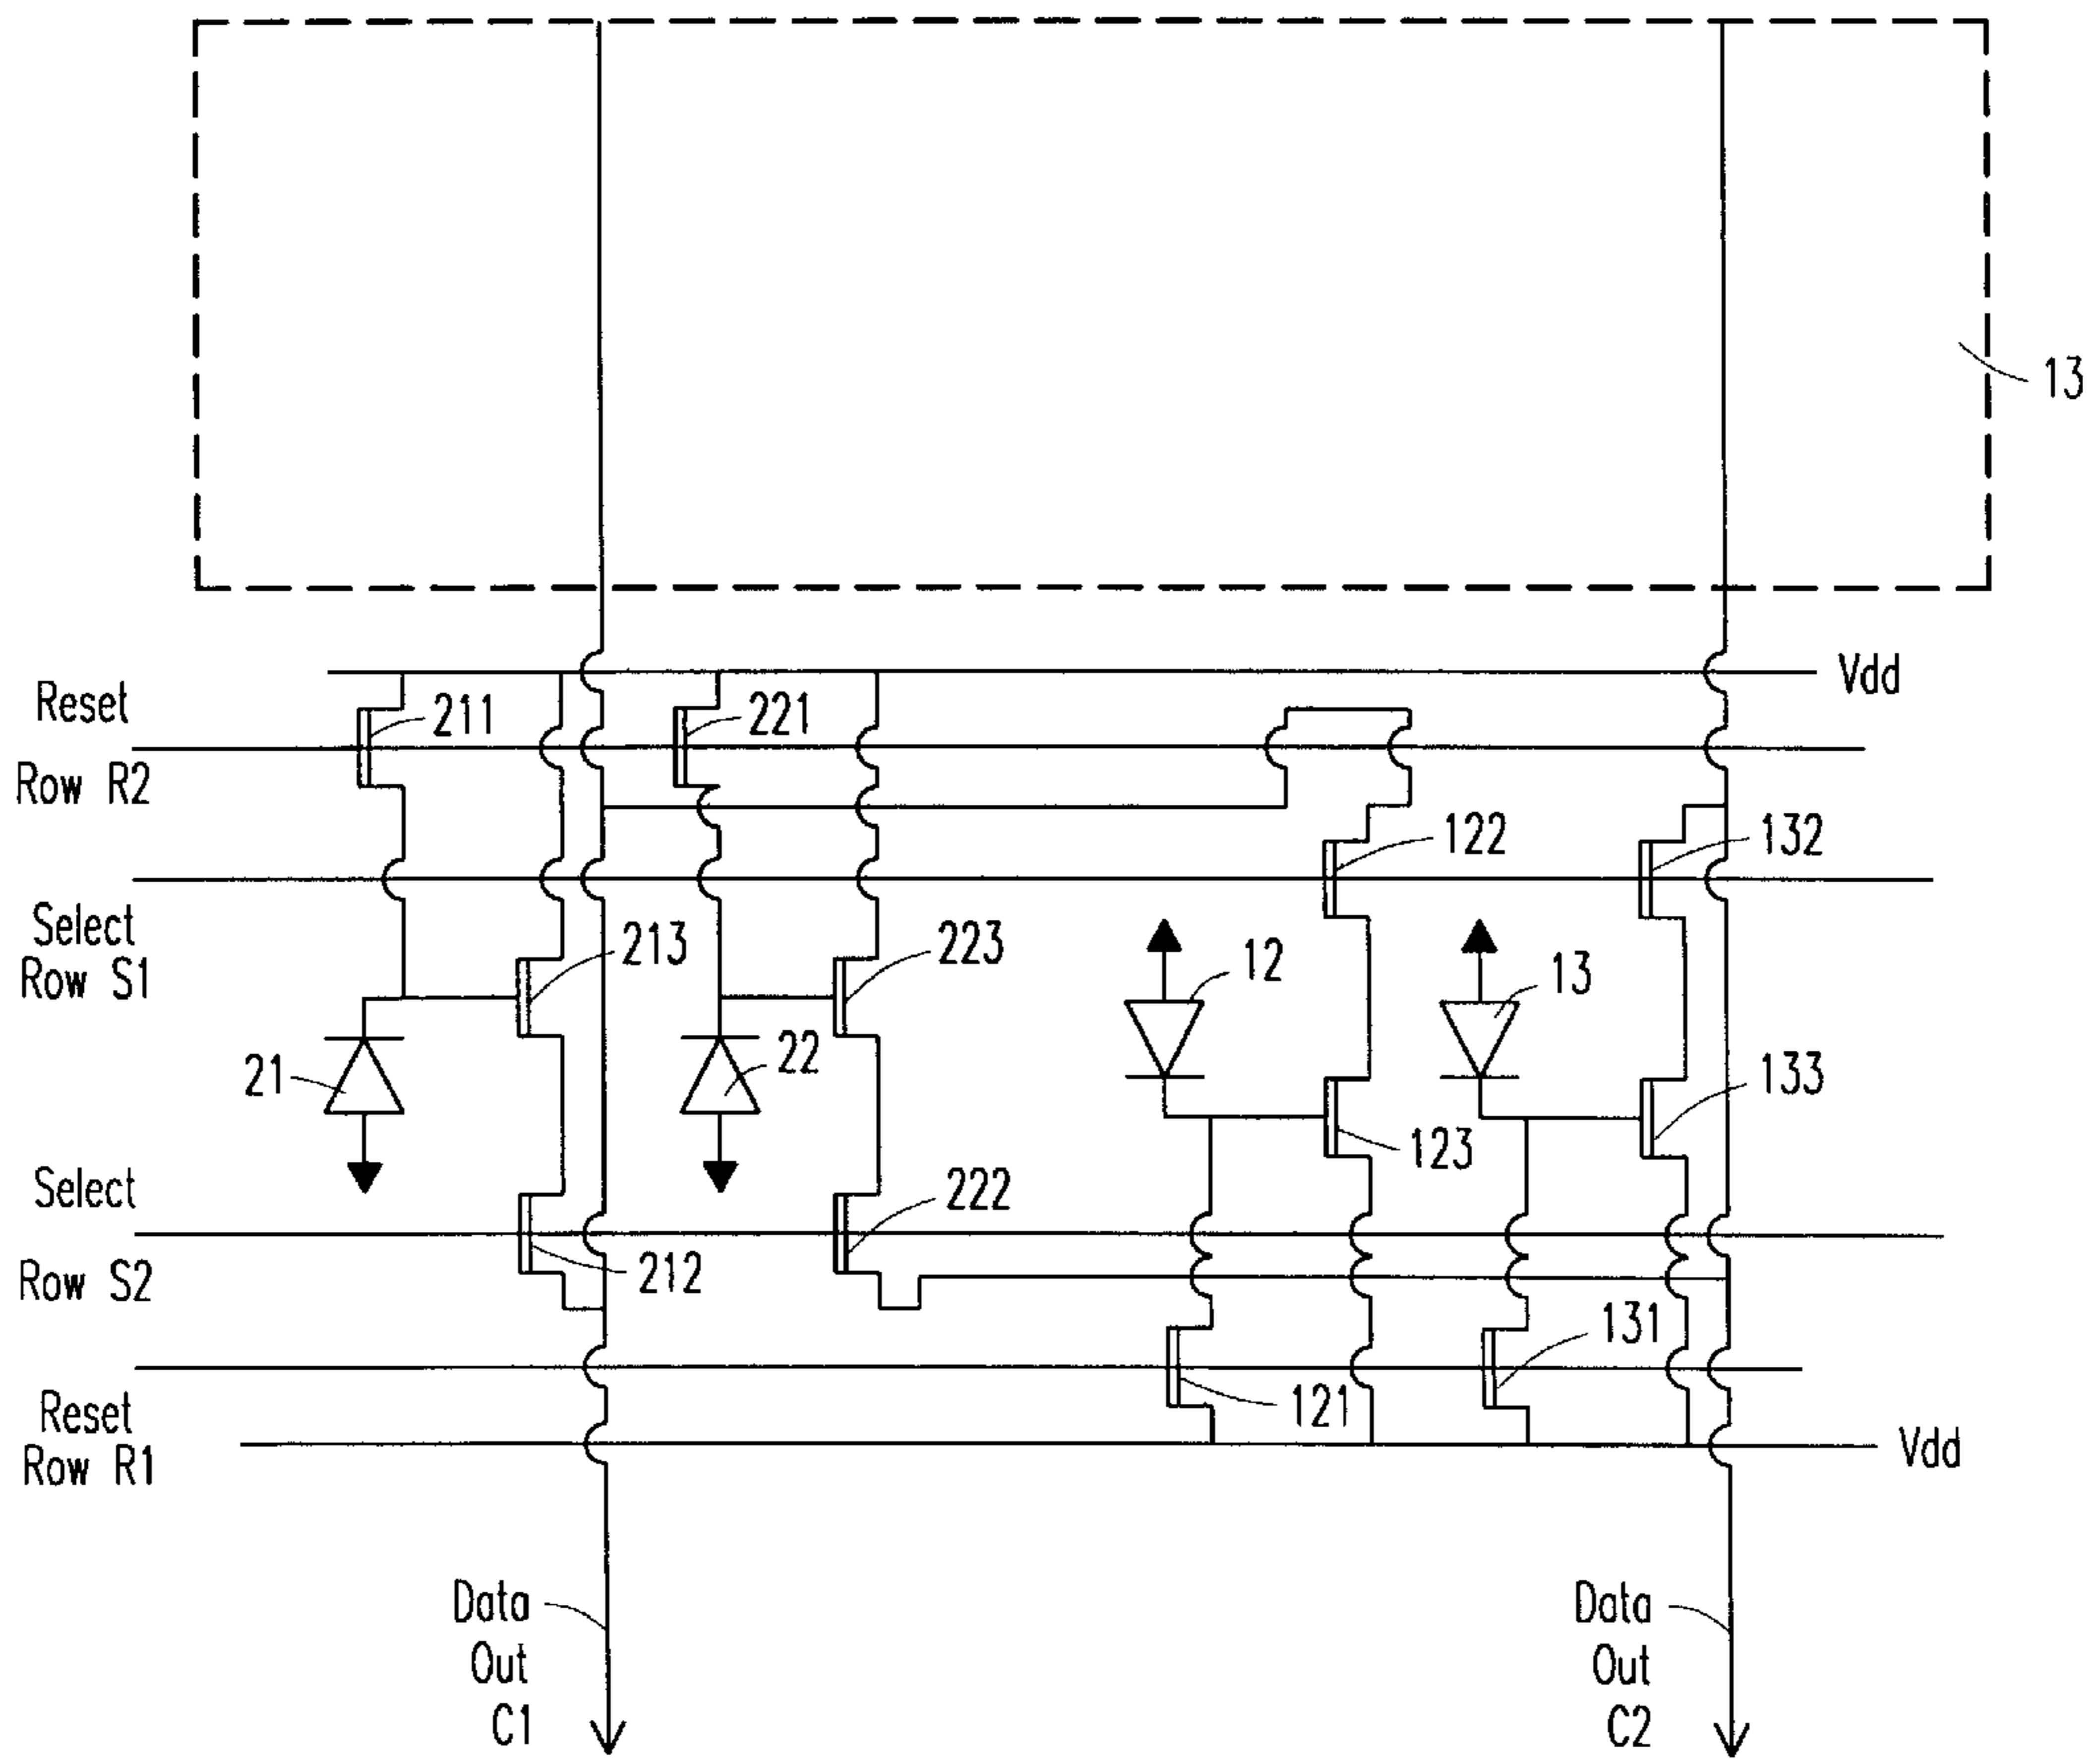 13
Vdd
Reset
Row R2
211
221
122
132
Select
Row S1
213
223
12
13
21
22
133
123
Select
Row S2
222
212
131
121
Reset
Row R1
Vdd
Data
Out
C1
Data
Out
C2